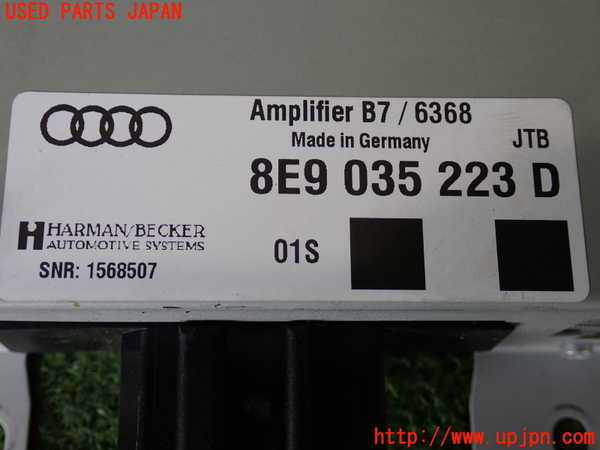 USED PARTS JAPAN
Amplifier B7 / 6368
Made in Germany
JTB
8E9 035 223 D
HARMAN/BECKER
AUTOMOTIVE SYSTEMS
01S
SNR: 1568507
http://www.upjpn.com/